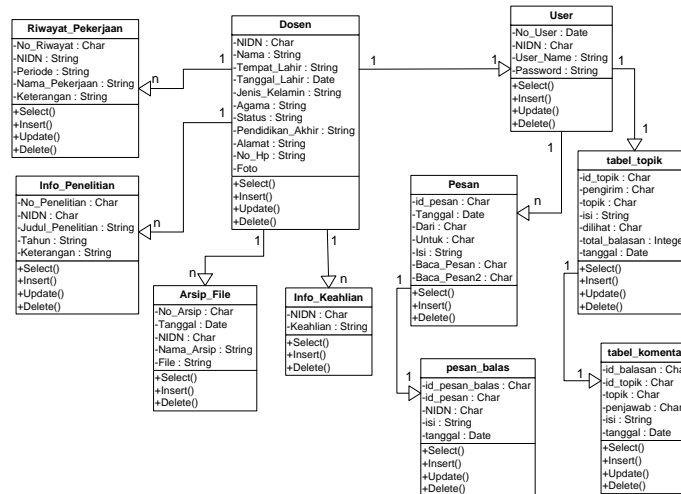 Riwayat_Pekerjaan
-No_Riwayat : Char
-NIDN : String
-Periode : String
-Nama_Pekerjaan : String
-Keterangan : String
+Select()
+Insert()
+Update()
+Delete()
Dosen
-NIDN : Char
-Nama : String
-Tempat_Lahir : String
-Tanggal_Lahir : Date
-Jenis_Kelamin : String
-Agama : String
-Status : String
-Pendidikan_Akhir : String
-Alamat : String
-No_Hp : String
-Foto
+Select()
+Insert()
+Update()
+Delete()
User
-No_User : Date
-NIDN : Char
-User_Name : String
-Password : String
+Select()
+Insert()
+Update()
+Delete()
Info_Penelitian
-No_Penelitian : Char
-NIDN : Char
-Judul_Penelitian : String
-Tahun : String
-Keterangan : String
+Select()
+Insert()
+Update()
+Delete()
Pesan
-id_pesan : Char
-Tanggal : Date
-Dari : Char
-Untuk : Char
-Isi : String
-Baca_Pesan : Char
-Baca_Pesan2 : Char
+Select()
+Insert()
+Delete()
tabel_topik
-id_topik : Char
-pengirim : Char
-topik : Char
-isi : String
-dilihat : Char
-total_balasan : Intege
-tanggal : Date
+Select()
+Insert()
+Update()
+Delete()
Arsip_File
-No_Arsip : Char
-Tanggal : Date
-NIDN : Char
-Nama_Arsip : String
-File : String
+Select()
+Insert()
+Delete()
Info_Keahlian
-NIDN : Char
-Keahlian : String
+Select()
+Insert()
+Delete()
pesan_balas
-id_pesan_balas : Char
-id_pesan : Char
-NIDN : Char
-isi : String
-tanggal : Date
+Select()
+Insert()
+Update()
+Delete()
tabel_komenta
-id_balasan : Cha
-id_topik : Char
-topik : Char
-penjawab : Char
-isi : String
-tanggal : Date
+Select()
+Insert()
+Update()
+Delete()
1
n
1
n
1
n
1
n
1
1
1
n
1
1
1
1
1
1